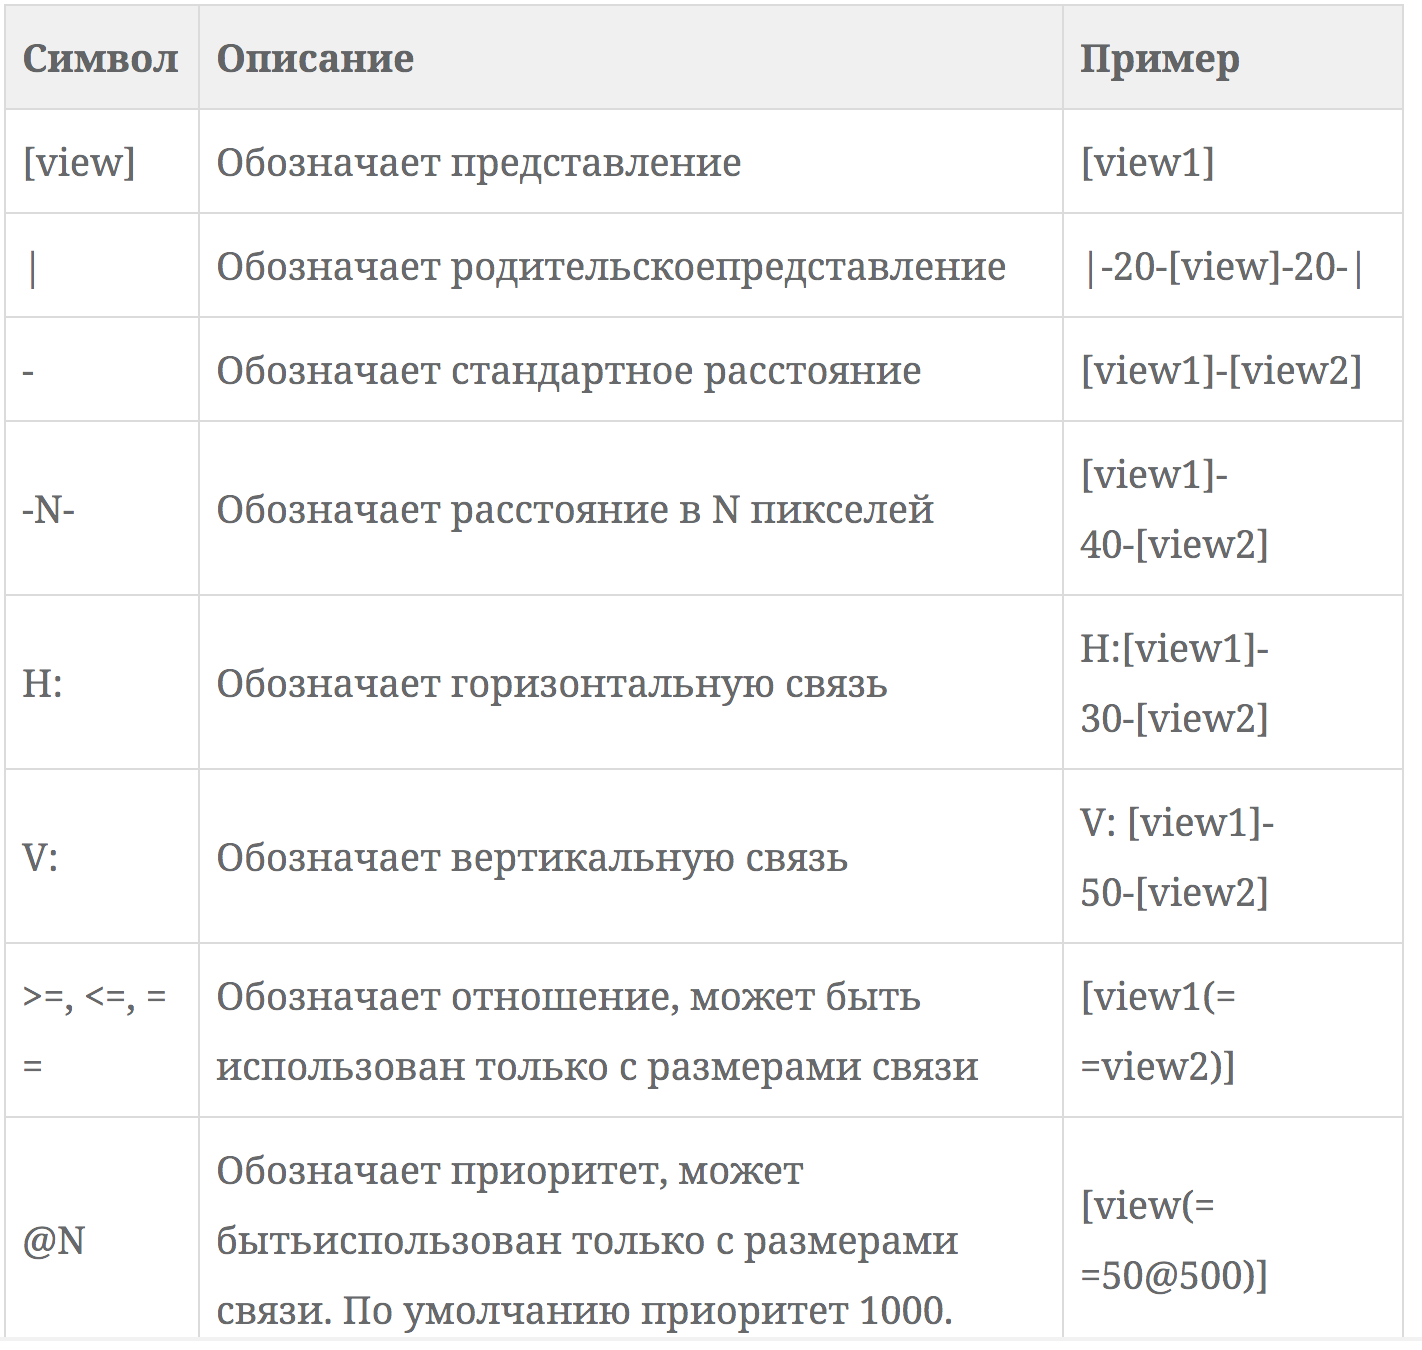 Символ Описание Пример
[view] Обозначает представление [view1]
| Обозначает родительскоепредставление |-20-[view]-20-|
- Обозначает стандартное расстояние [view1]-[view2]
-N- Обозначает расстояние в N пикселей [view1]-
40-[view2]
H: Обозначает горизонтальную связь H:[view1]-
30-[view2]
V: Обозначает вертикальную связь V: [view1]-
50-[view2]
>=, <=, = Обозначает отношение, может быть [view1(=
= использован только с размерами связи =view2)]
Обозначает приоритет, может
[view(=
@N бытьиспользован только с размерами
=50@500)]
связи. По умолчанию приоритет 1000.